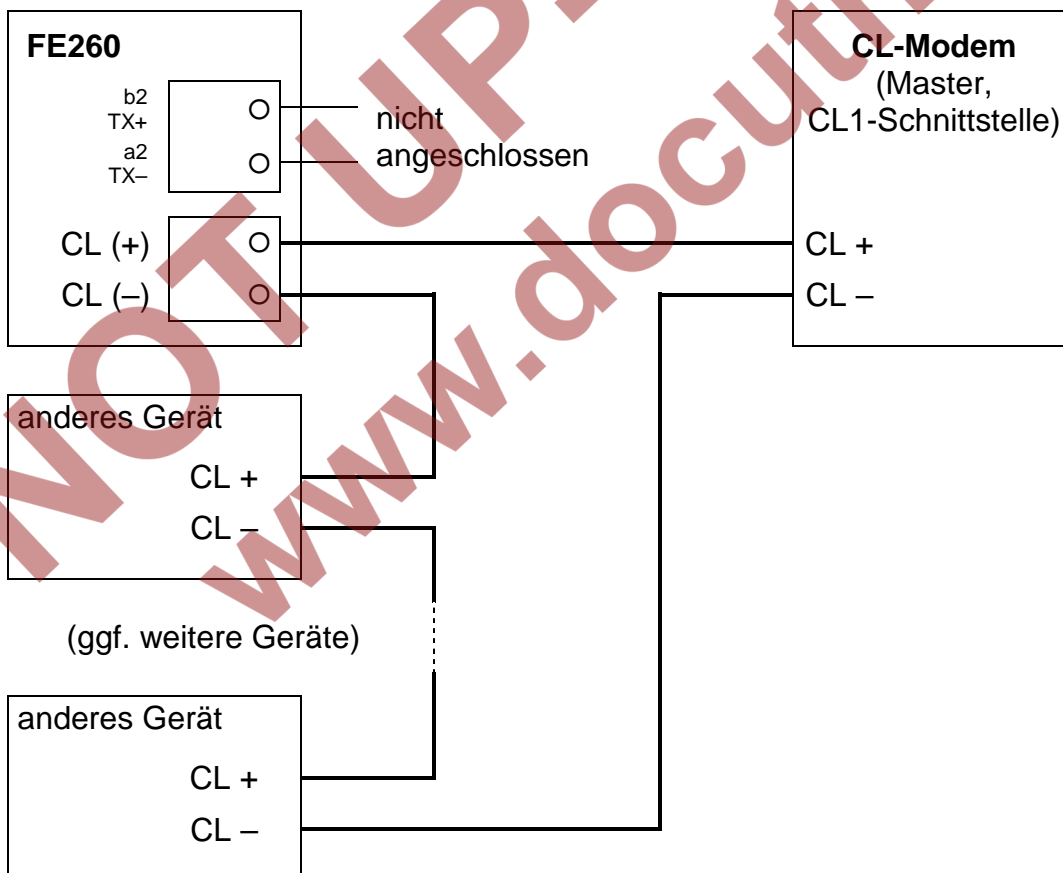 FE260
b2
TX+
a2
TX–
nicht
angeschlossen
CL (+)
CL (–)
CL-Modem
(Master,
CL1-Schnittstelle)
CL +
CL –
anderes Gerät
CL +
CL –
(ggf. weitere Geräte)
anderes Gerät
CL +
CL –
NOT UP
www.docuth